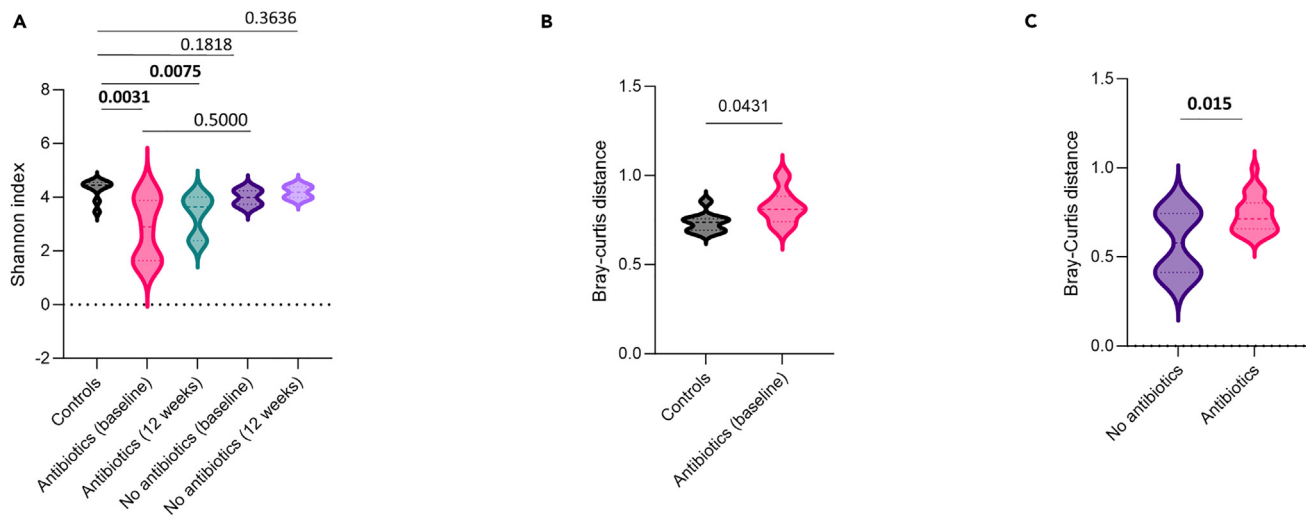 A
0.3636
0.1818
0.0075
0.0031
0.5000
Shannon index
8
6
4
2
0
-2
Controls
Antibiotics (baseline)
Antibiotics (12 weeks)
No antibiotics (baseline)
No antibiotics (12 weeks)
B
0.0431
Bray-curtis distance
1.5
1.0
0.5
0.0
Controls
Antibiotics (baseline)
C
0.015
Bray-Curtis distance
1.5
1.0
0.5
0.0
No antibiotics
Antibiotics